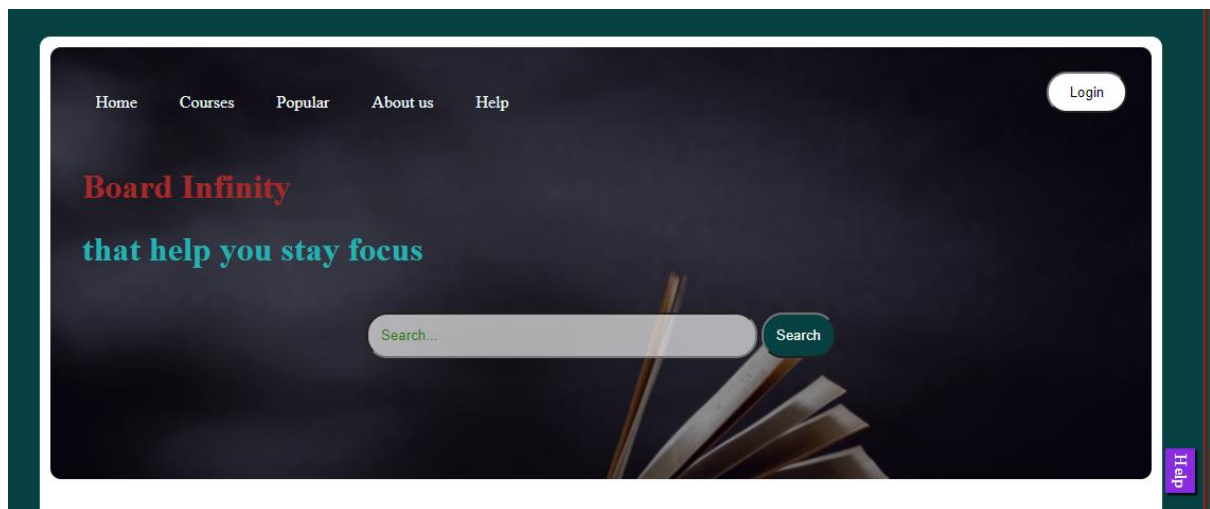 Home Courses Popular About us Help
Login
Board Infinity
that help you stay focus
Search...
Search
Help